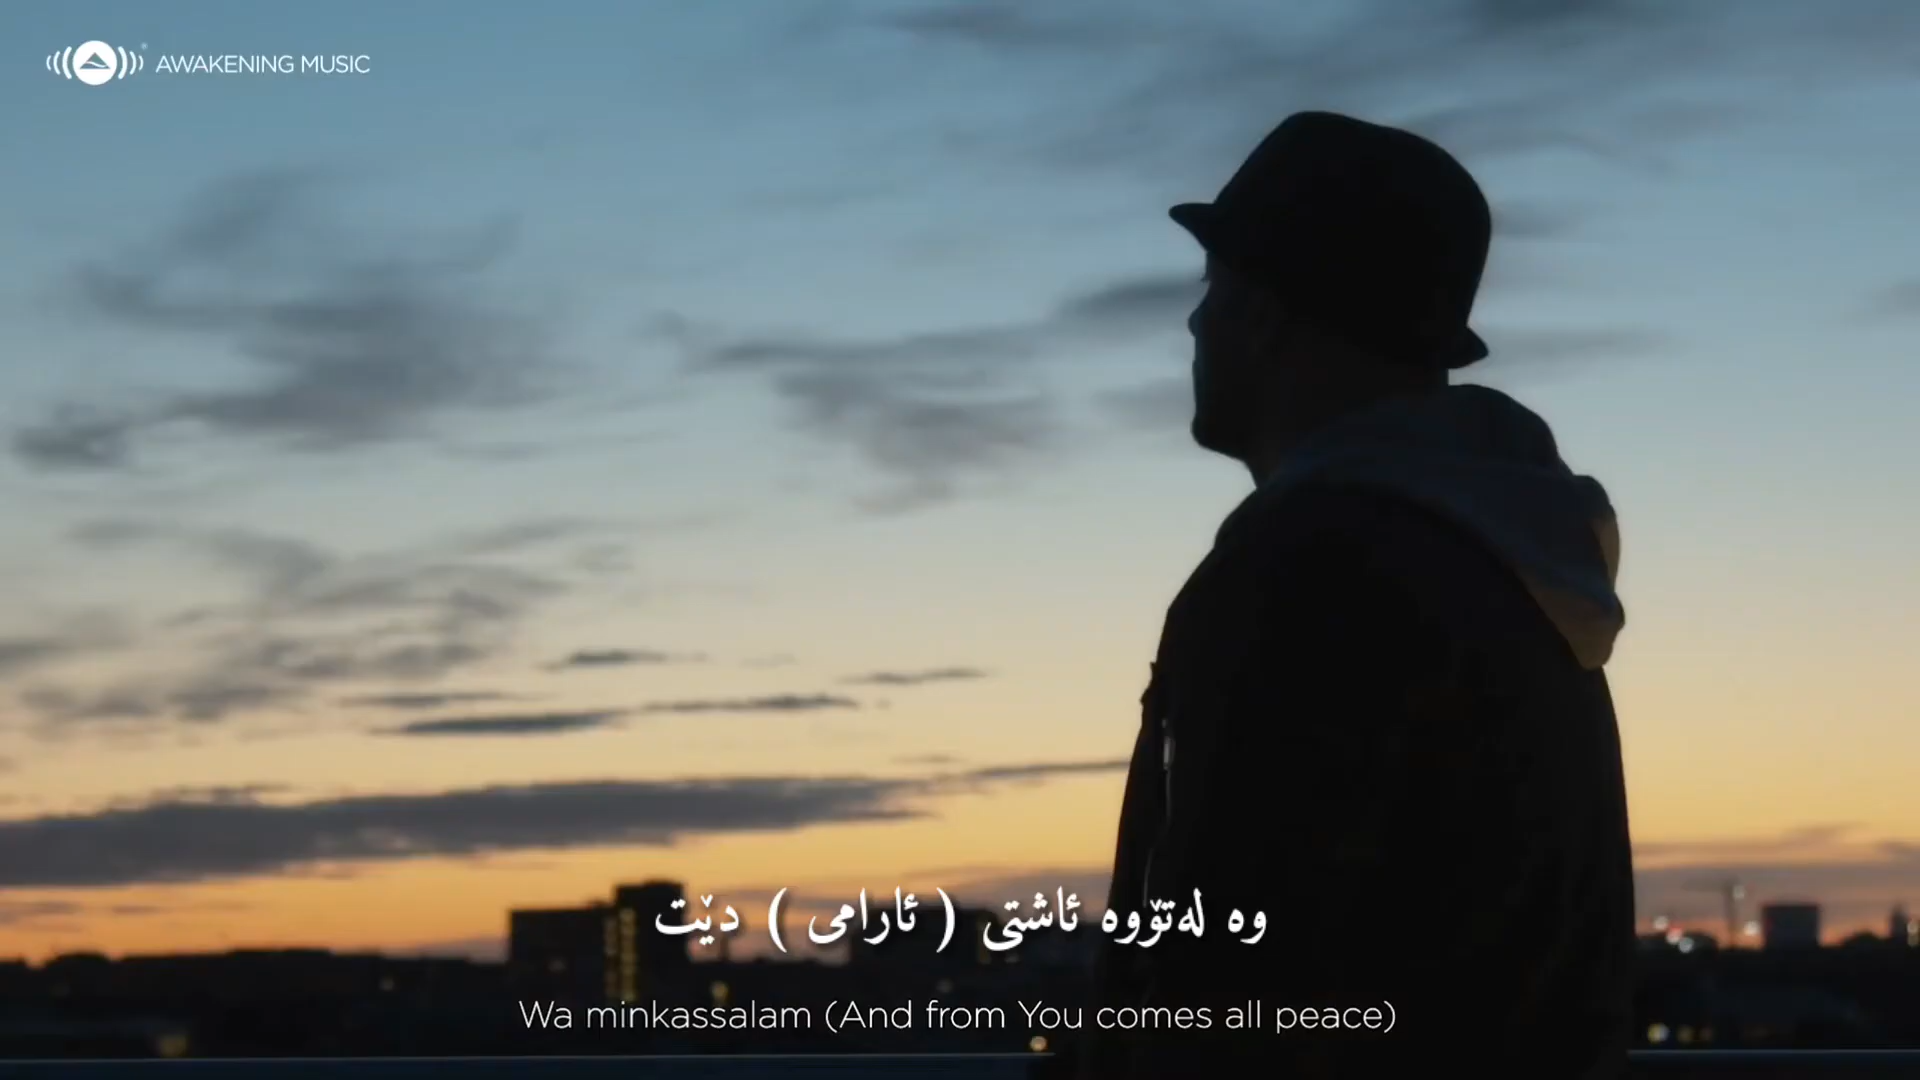 AWAKENING MUSIC
وە لەتۆوە ئاشتی ( ئارامی ) دێت
Wa minkassalam (And from You comes all peace)